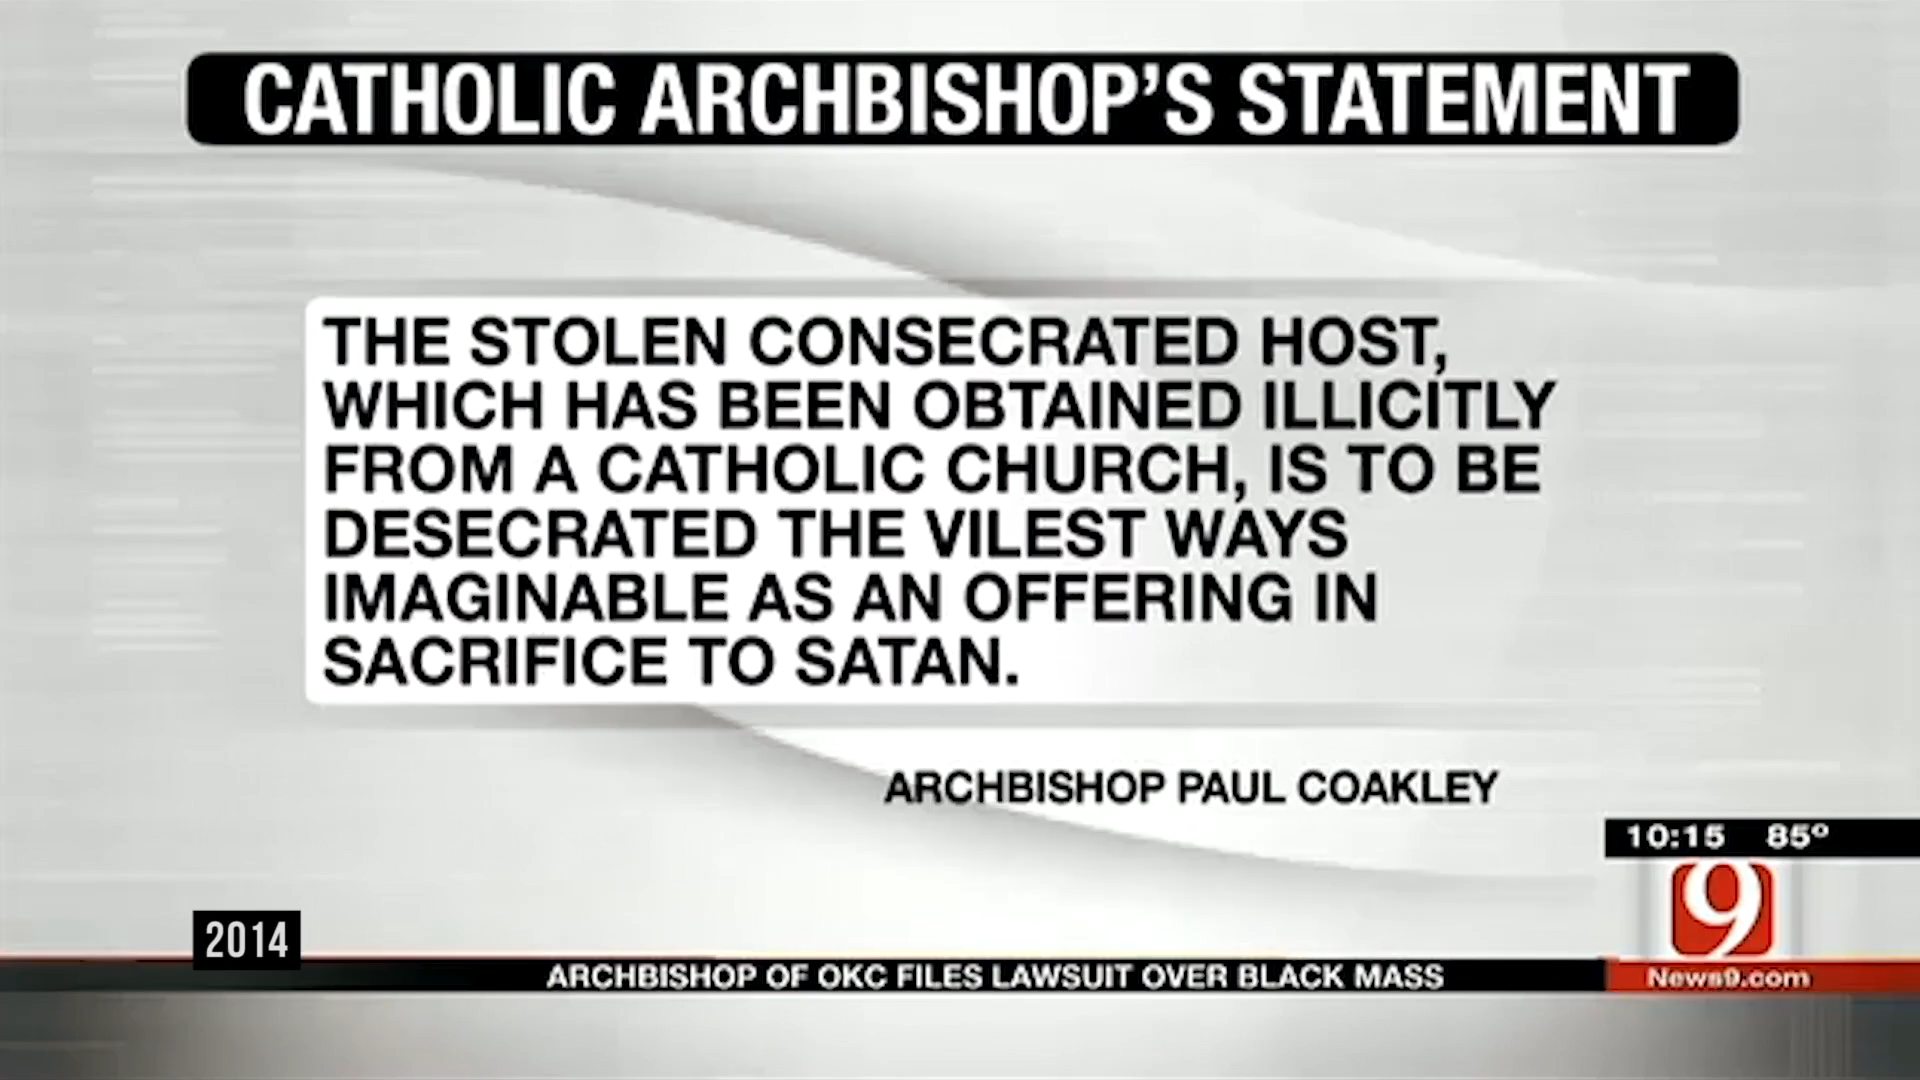 CATHOLIC ARCHBISHOP'S STATEMENT
THE STOLEN CONSECRATED HOST,
WHICH HAS BEEN OBTAINED ILLICITLY
FROM A CATHOLIC CHURCH, IS TO BE
DESECRATED THE VILEST WAYS
IMAGINABLE AS AN OFFERING IN
SACRIFICE TO SATAN.
ARCHBISHOP PAUL COAKLEY
10:15 85º
9
2014
ARCHBISHOP OF OKC FILES LAWSUIT OVER BLACK MASS
News9.com